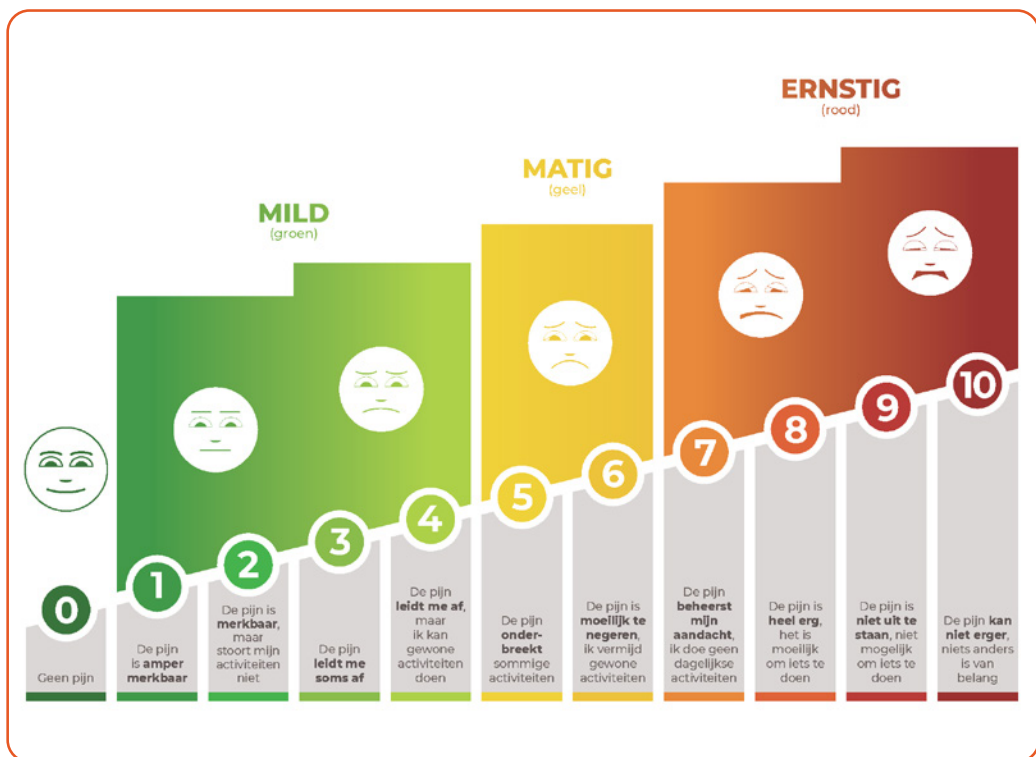 ERNSTIG
(rood)
MATIG
(geel)
MILD
(groen)
0
Geen pijn
1
De pijn
is amper
merkbaar
2
De pijn is
merkbaar,
maar
stoort mijn
activiteiten
niet
3
De pijn
leidt me
soms af
4
De pijn
leidt me af,
maar
ik kan
gewone
activiteiten
doen
5
De pijn
onder-
breekt
sommige
activiteiten
6
De pijn is
moeilijk te
negeren,
ik vermijd
gewone
activiteiten
7
De pijn
beheerst
mijn
aandacht,
ik doe geen
dagelijkse
activiteiten
8
De pijn is
heel erg,
het is
moeilijk
om iets te
doen
9
De pijn is
niet uit te
staan, niet
mogelijk
om iets te
doen
10
De pijn kan
niet erger,
niets anders
is van
belang